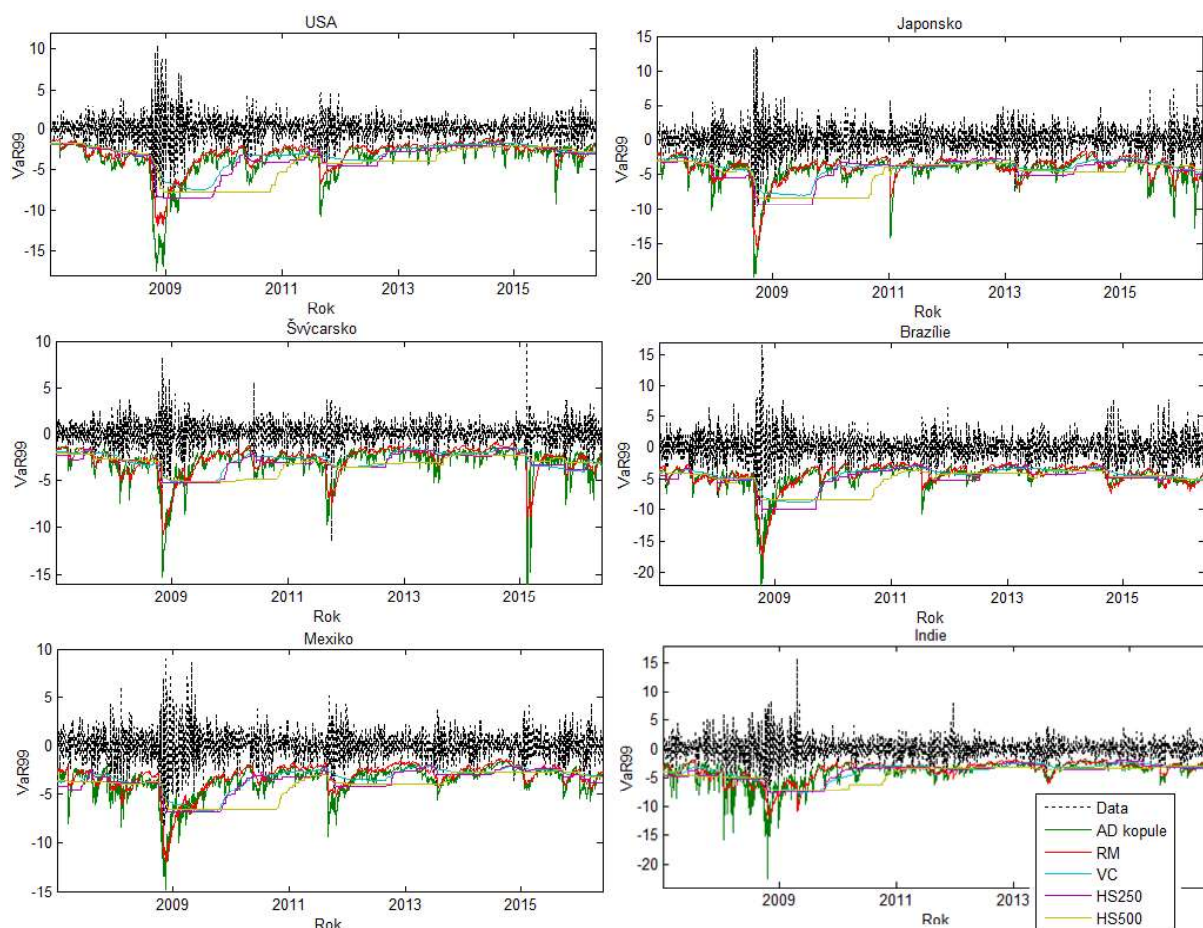 USA
VaR99
10
5
0
-5
-10
-15
2009 2011 2013 2015
Rok
Japonsko
VaR99
15
10
5
0
-5
-10
-15
-20
2009 2011 2013 2015
Rok
Švýcarsko
VaR99
10
5
0
-5
-10
-15
2009 2011 2013 2015
Rok
Brazílie
VaR99
15
10
5
0
-5
-10
-15
-20
2009 2011 2013 2015
Rok
Mexiko
VaR99
10
5
0
-5
-10
-15
2009 2011 2013 2015
Rok
Indie
VaR99
15
10
5
0
-5
-10
-15
-20
2009 2011 2013
Rok
Data
AD kopule
RM
VC
HS250
HS500